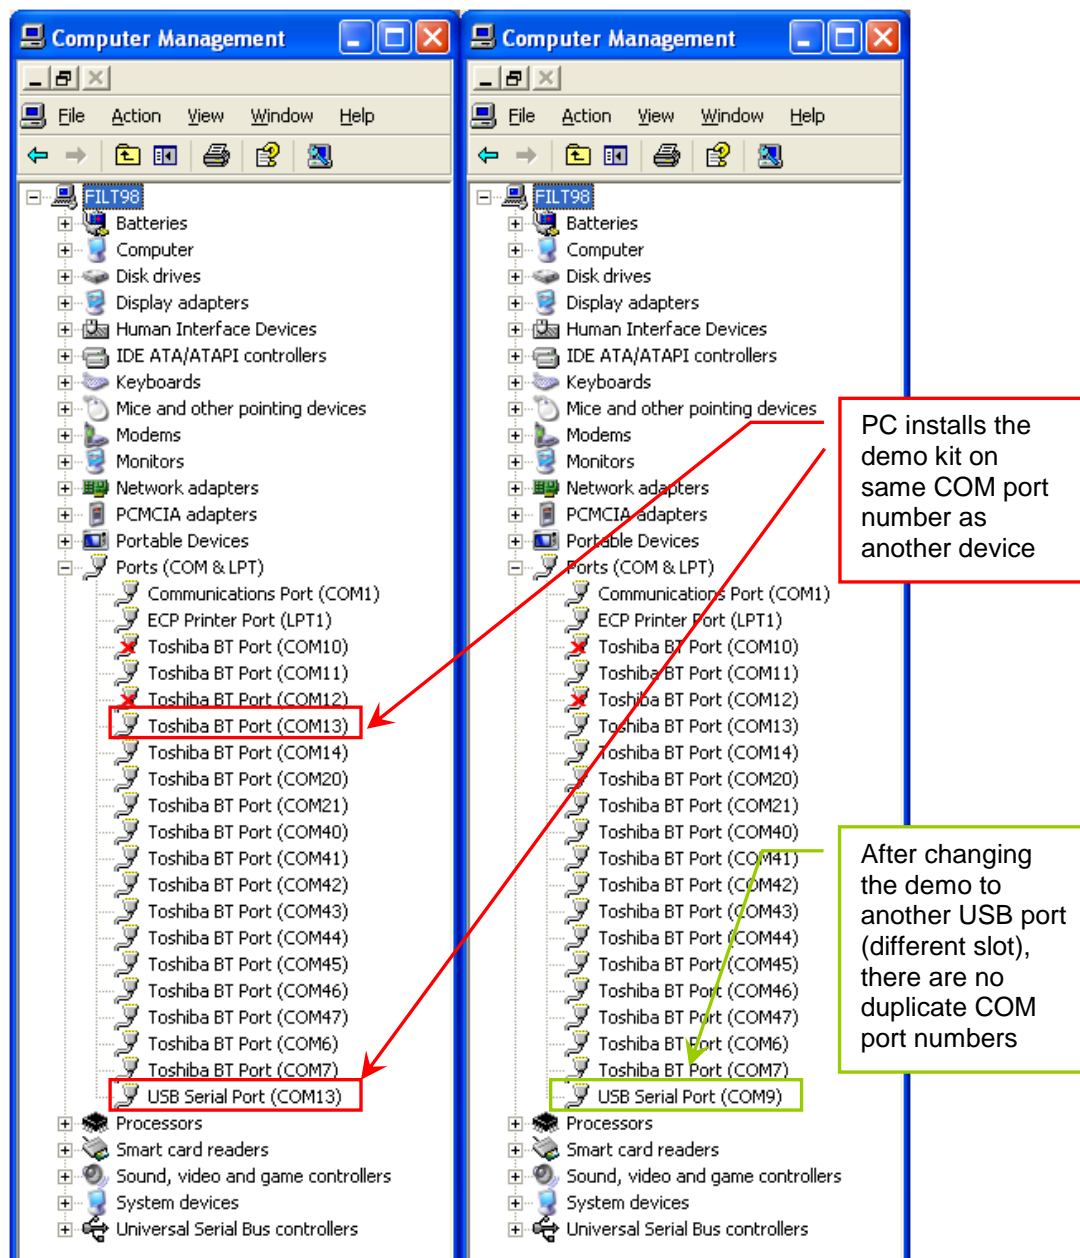 Computer Management
File Action View Window Help
FILT98
Batteries
Computer
Disk drives
Display adapters
Human Interface Devices
IDE ATA/ATAPI controllers
Keyboards
Mice and other pointing devices
Modems
Monitors
Network adapters
PCMCIA adapters
Portable Devices
Ports (COM & LPT)
Communications Port (COM1)
ECP Printer Port (LPT1)
Toshiba BT Port (COM10)
Toshiba BT Port (COM11)
Toshiba BT Port (COM12)
Toshiba BT Port (COM13)
Toshiba BT Port (COM14)
Toshiba BT Port (COM20)
Toshiba BT Port (COM21)
Toshiba BT Port (COM40)
Toshiba BT Port (COM41)
Toshiba BT Port (COM42)
Toshiba BT Port (COM43)
Toshiba BT Port (COM44)
Toshiba BT Port (COM45)
Toshiba BT Port (COM46)
Toshiba BT Port (COM47)
Toshiba BT Port (COM6)
Toshiba BT Port (COM7)
USB Serial Port (COM13)
Processors
Smart card readers
Sound, video and game controllers
System devices
Universal Serial Bus controllers
Computer Management
File Action View Window Help
FILT98
Batteries
Computer
Disk drives
Display adapters
Human Interface Devices
IDE ATA/ATAPI controllers
Keyboards
Mice and other pointing devices
Modems
Monitors
Network adapters
PCMCIA adapters
Portable Devices
Ports (COM & LPT)
Communications Port (COM1)
ECP Printer Port (LPT1)
Toshiba BT Port (COM10)
Toshiba BT Port (COM11)
Toshiba BT Port (COM12)
Toshiba BT Port (COM13)
Toshiba BT Port (COM14)
Toshiba BT Port (COM20)
Toshiba BT Port (COM21)
Toshiba BT Port (COM40)
Toshiba BT Port (COM41)
Toshiba BT Port (COM42)
Toshiba BT Port (COM43)
Toshiba BT Port (COM44)
Toshiba BT Port (COM45)
Toshiba BT Port (COM46)
Toshiba BT Port (COM47)
Toshiba BT Port (COM6)
Toshiba BT Port (COM7)
USB Serial Port (COM9)
Processors
Smart card readers
Sound, video and game controllers
System devices
Universal Serial Bus controllers
PC installs the
demo kit on
same COM port
number as
another device
After changing
the demo to
another USB port
(different slot),
there are no
duplicate COM
port numbers